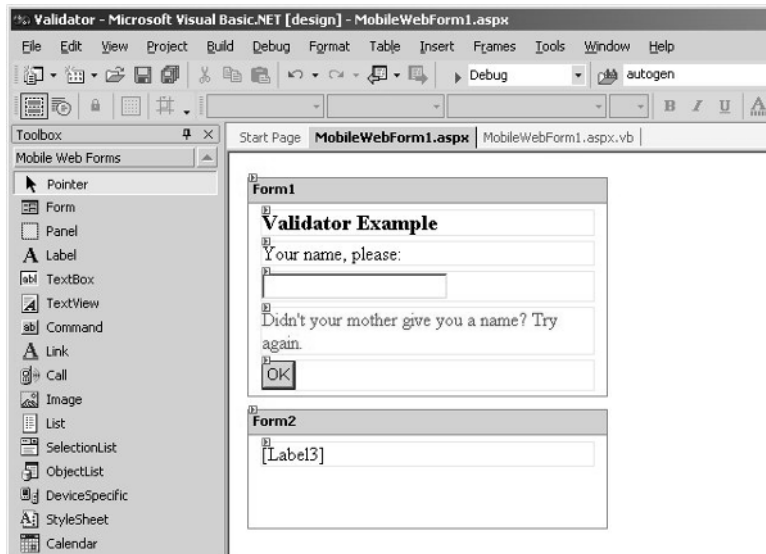 Validator - Microsoft Visual Basic.NET [design] - MobileWebForm1.aspx
File Edit View Project Build Debug Format Table Insert Frames Tools Window Help
Debug autogen
B I U A
Toolbox
Start Page MobileWebForm1.aspx MobileWebForm1.aspx.vb
Mobile Web Forms
Pointer
Form
Panel
A Label
abl TextBox
TextView
ab Command
A Link
Call
Image
List
SelectionList
ObjectList
DeviceSpecific
StyleSheet
Calendar
Form1
Validator Example
Your name, please:
Didn't your mother give you a name? Try
again.
OK
Form2
[Label3]